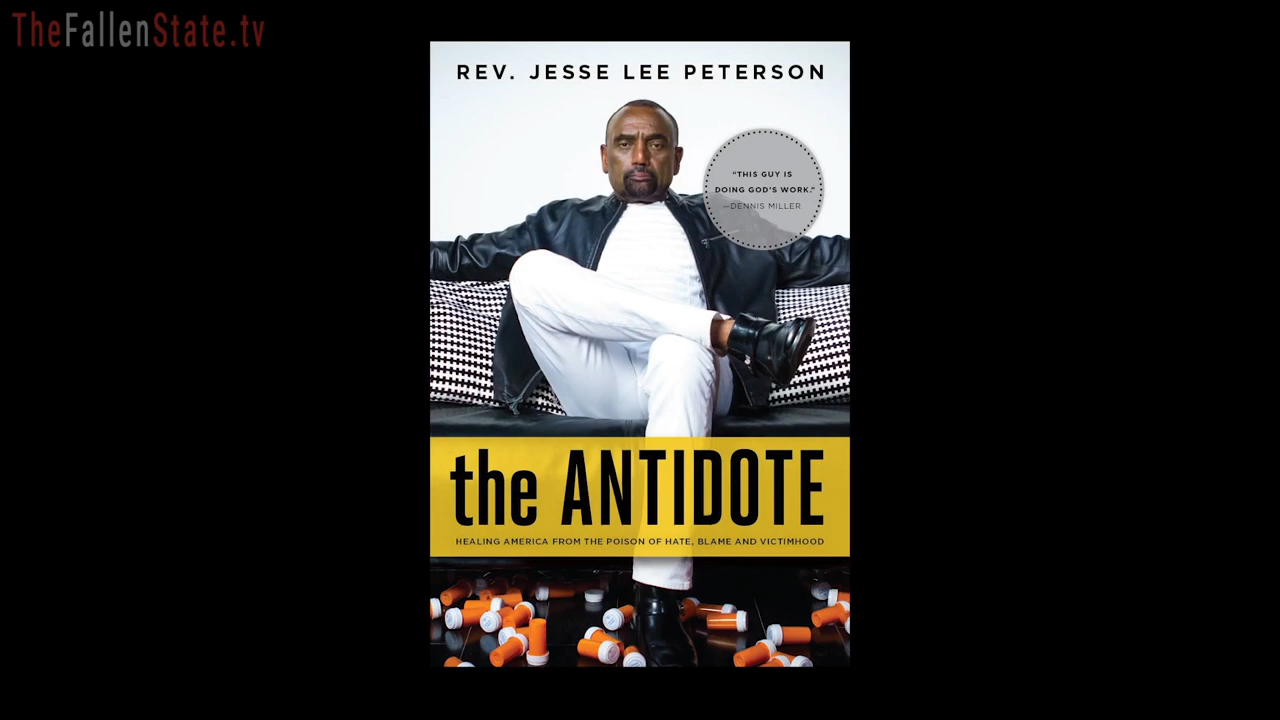 TheFallenState.tv
REV. JESSE LEE PETERSON
“THIS GUY IS
DOING GOD'S WORK.”
—DENNIS MILLER
the ANTIDOTE
HEALING AMERICA FROM THE POISON OF HATE, BLAME AND VICTIMHOOD